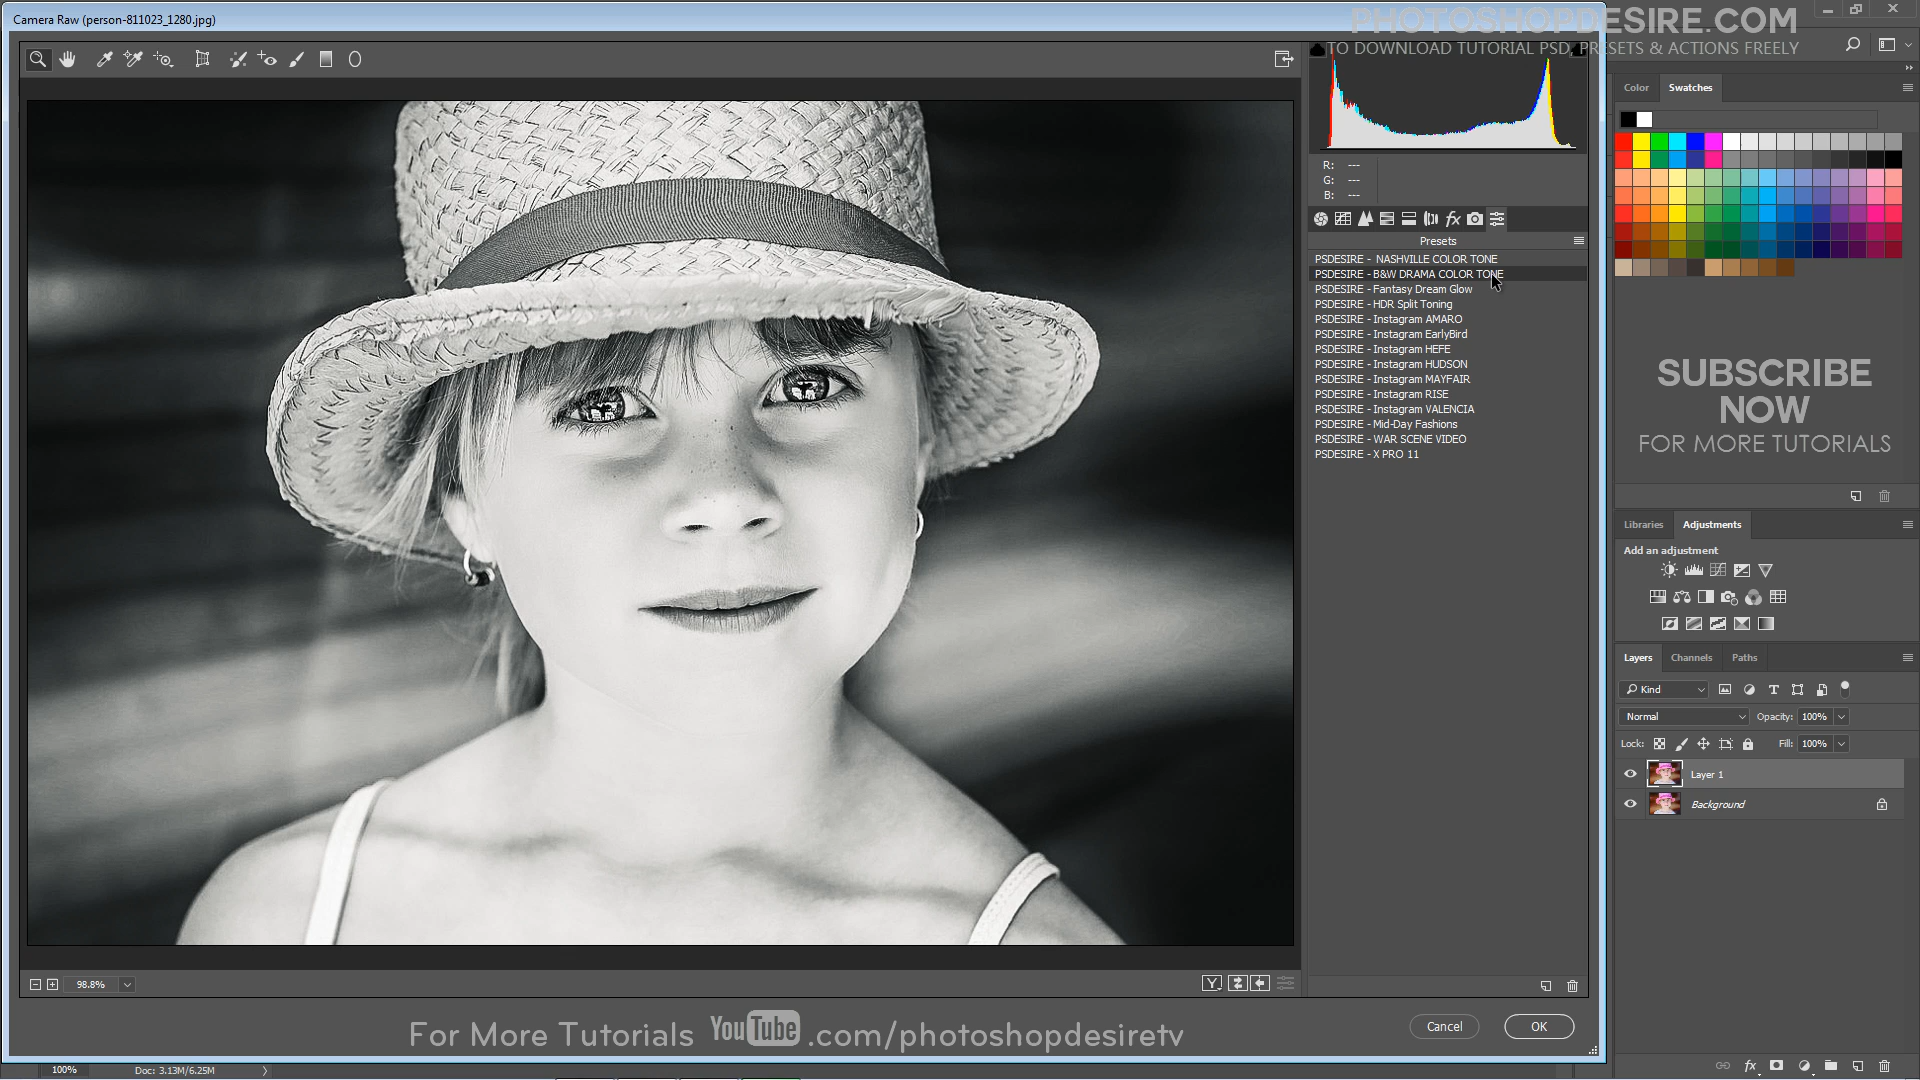 Camera Raw (person-811023_1280.jpg)
PHOTOSHOPDESIRE.COM
TO DOWNLOAD TUTORIAL PSD, PRESETS & ACTIONS FREELY
R: ---
G: ---
B: ---
fx
Presets
PSDESIRE - NASHVILLE COLOR TONE
PSDESIRE - B&W DRAMA COLOR TONE
PSDESIRE - Fantasy Dream Glow
PSDESIRE - HDR Split Toning
PSDESIRE - Instagram AMARO
PSDESIRE - Instagram EarlyBird
PSDESIRE - Instagram HEFE
PSDESIRE - Instagram HUDSON
PSDESIRE - Instagram MAYFAIR
PSDESIRE - Instagram RISE
PSDESIRE - Instagram VALENCIA
PSDESIRE - Mid-Day Fashions
PSDESIRE - WAR SCENE VIDEO
PSDESIRE - X PRO 11
Color Swatches
SUBSCRIBE
NOW
FOR MORE TUTORIALS
Libraries Adjustments
Add an adjustment
Layers Channels Paths
Kind
T
Normal Opacity: 100%
Lock: Fill: 100%
Layer 1
Background
fx
98.8%
Y
For More Tutorials YouTube.com/photoshopdesiretv
Cancel OK
100% Doc: 3.13M/6.25M